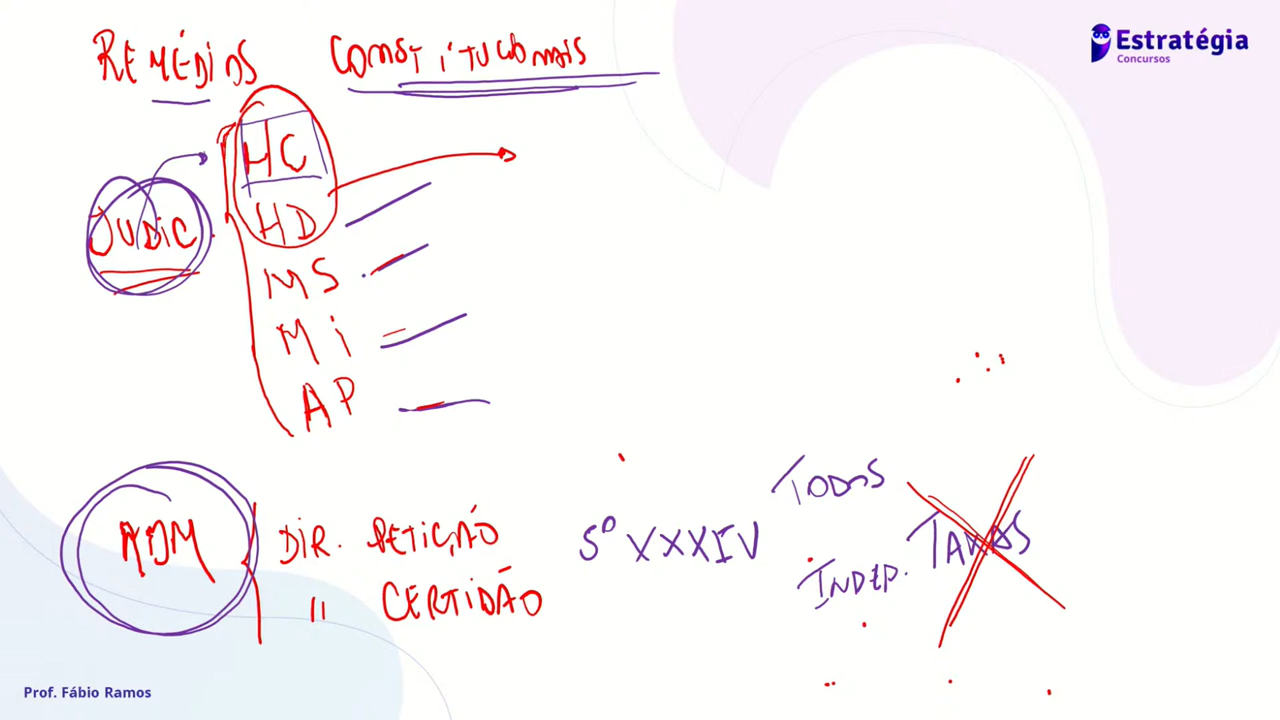 REMÉDIOS CONSTITUCIONAIS
Estratégia
Concursos
HC
JUDIC
HD
MS
Mi
AP
TODOS
ADM
DIR. PETIÇÃO
5º XXXIV
TAXAS
INDEP.
" CERTIDÃO
Prof. Fábio Ramos